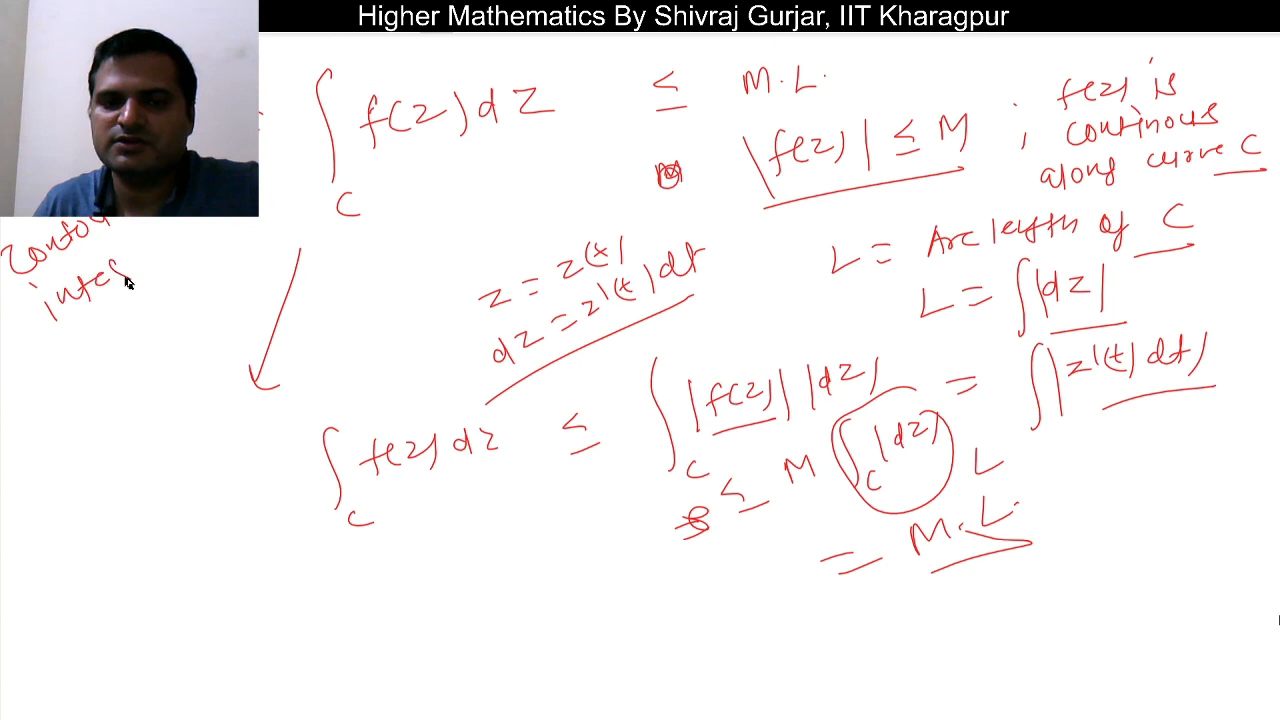 Higher Mathematics By Shivraj Gurjar, IIT Kharagpur
∫_C f(z) dz ≤ M.L.
|f(z)| ≤ M ; f(z) is
continous
along curve C
L = Arc length of C
z = z(t)
dz = z'(t) dt
L = ∫|dz|
= ∫|z'(t) dt|
∫_C f(z) dz ≤ ∫_C |f(z)| |dz|
≤ M ∫_C |dz| L
= M.L.